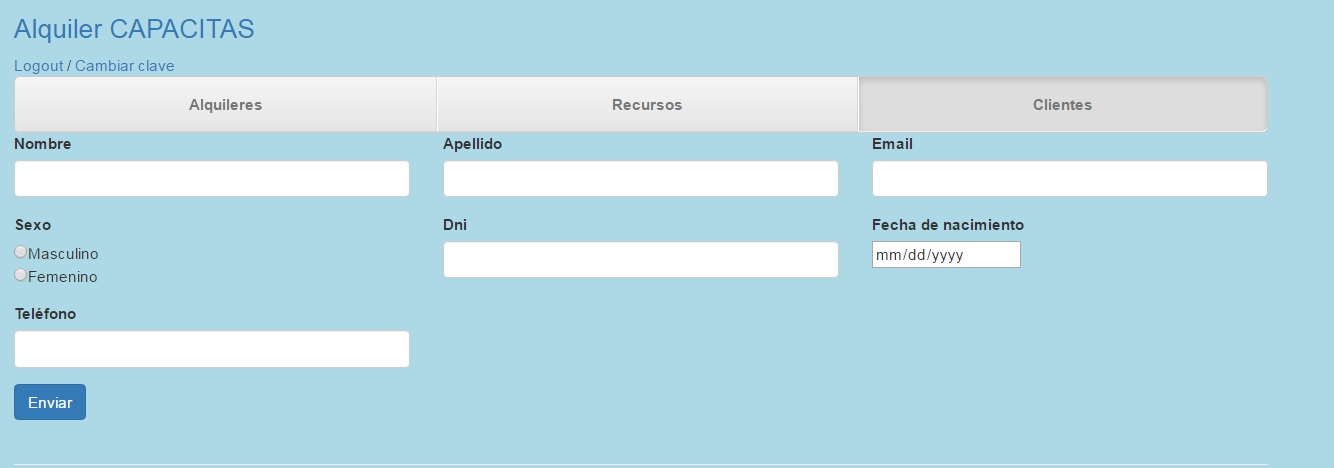 Alquiler CAPACITAS
Logout / Cambiar clave
Alquileres Recursos Clientes
Nombre Apellido Email
Sexo Dni Fecha de nacimiento
Masculino mm/dd/yyyy
Femenino
Teléfono
Enviar